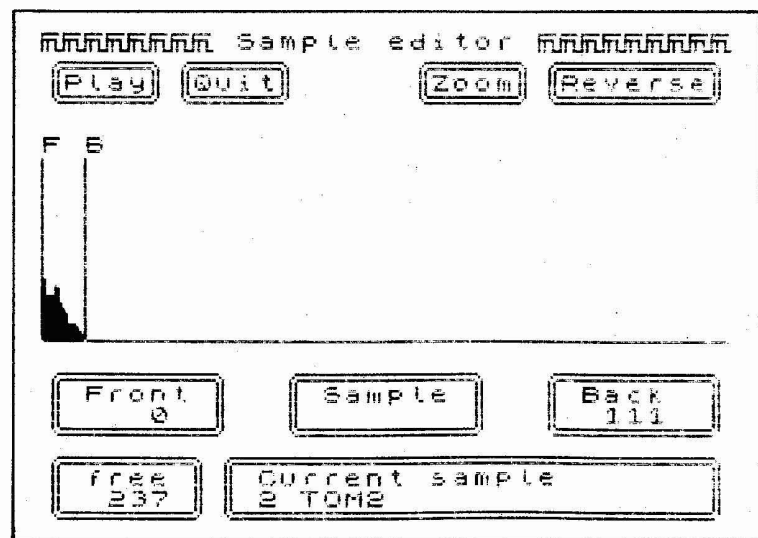 Sample editor
Play Quit Zoom Reverse
F B
Front Sample Back
0 111
free Current sample
237 2 TOM2